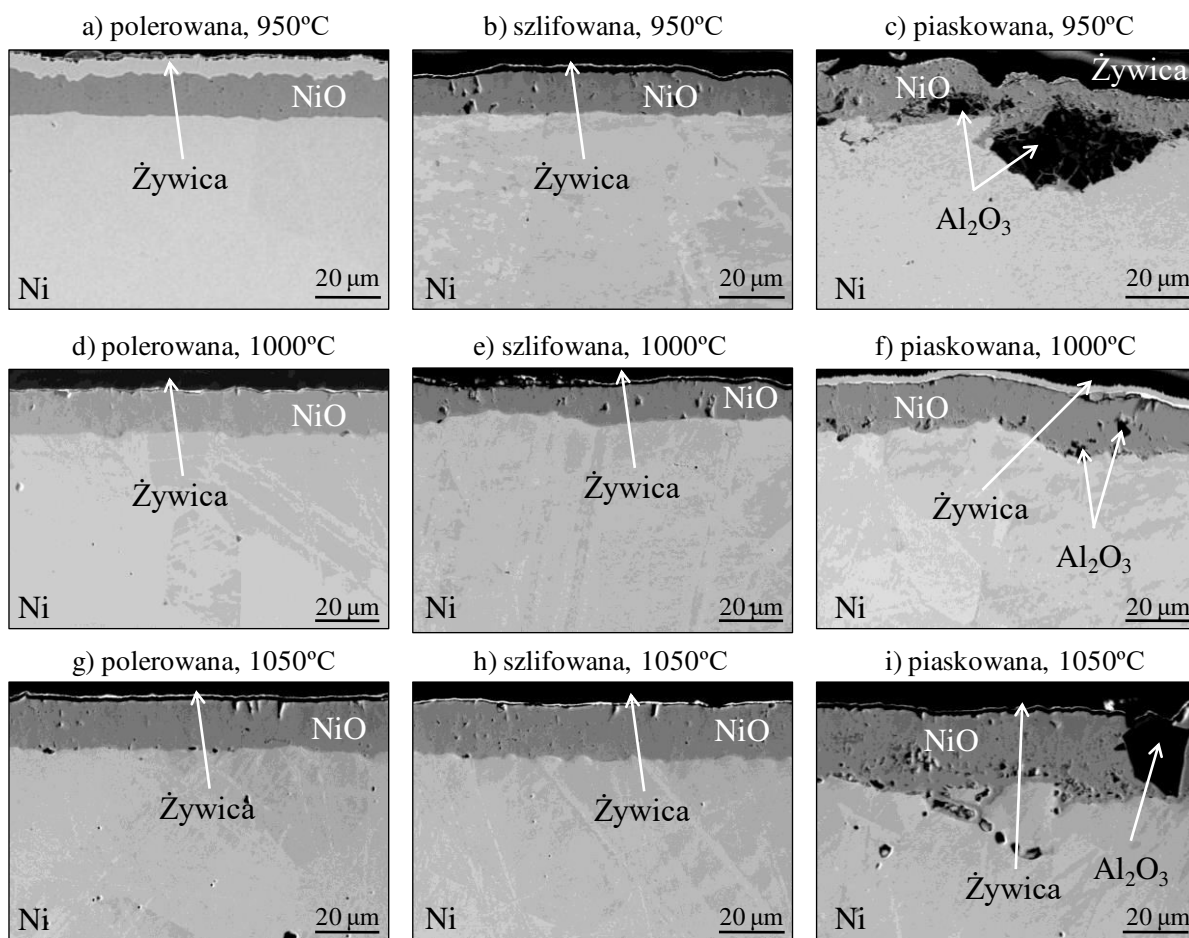 a) polerowana, 950ºC
b) szlifowana, 950ºC
c) piaskowana, 950ºC
NiO
Żywica
Ni
20 µm
NiO
Żywica
Ni
20 µm
Żywica
NiO
Al₂O₃
Ni
20 µm
d) polerowana, 1000ºC
e) szlifowana, 1000ºC
f) piaskowana, 1000ºC
NiO
Żywica
Ni
20 µm
NiO
Żywica
Ni
20 µm
NiO
Żywica
Al₂O₃
Ni
20 µm
g) polerowana, 1050ºC
h) szlifowana, 1050ºC
i) piaskowana, 1050ºC
NiO
Żywica
Ni
20 µm
NiO
Żywica
Ni
20 µm
NiO
Żywica
Al₂O₃
Ni
20 µm